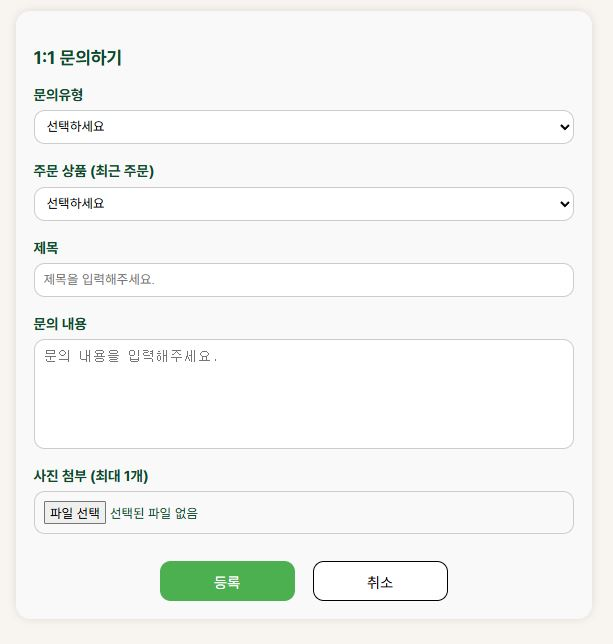 1:1 문의하기
문의유형
선택하세요
주문 상품 (최근 주문)
선택하세요
제목
제목을 입력해주세요.
문의 내용
문의 내용을 입력해주세요.
사진 첨부 (최대 1개)
파일 선택 선택된 파일 없음
등록 취소